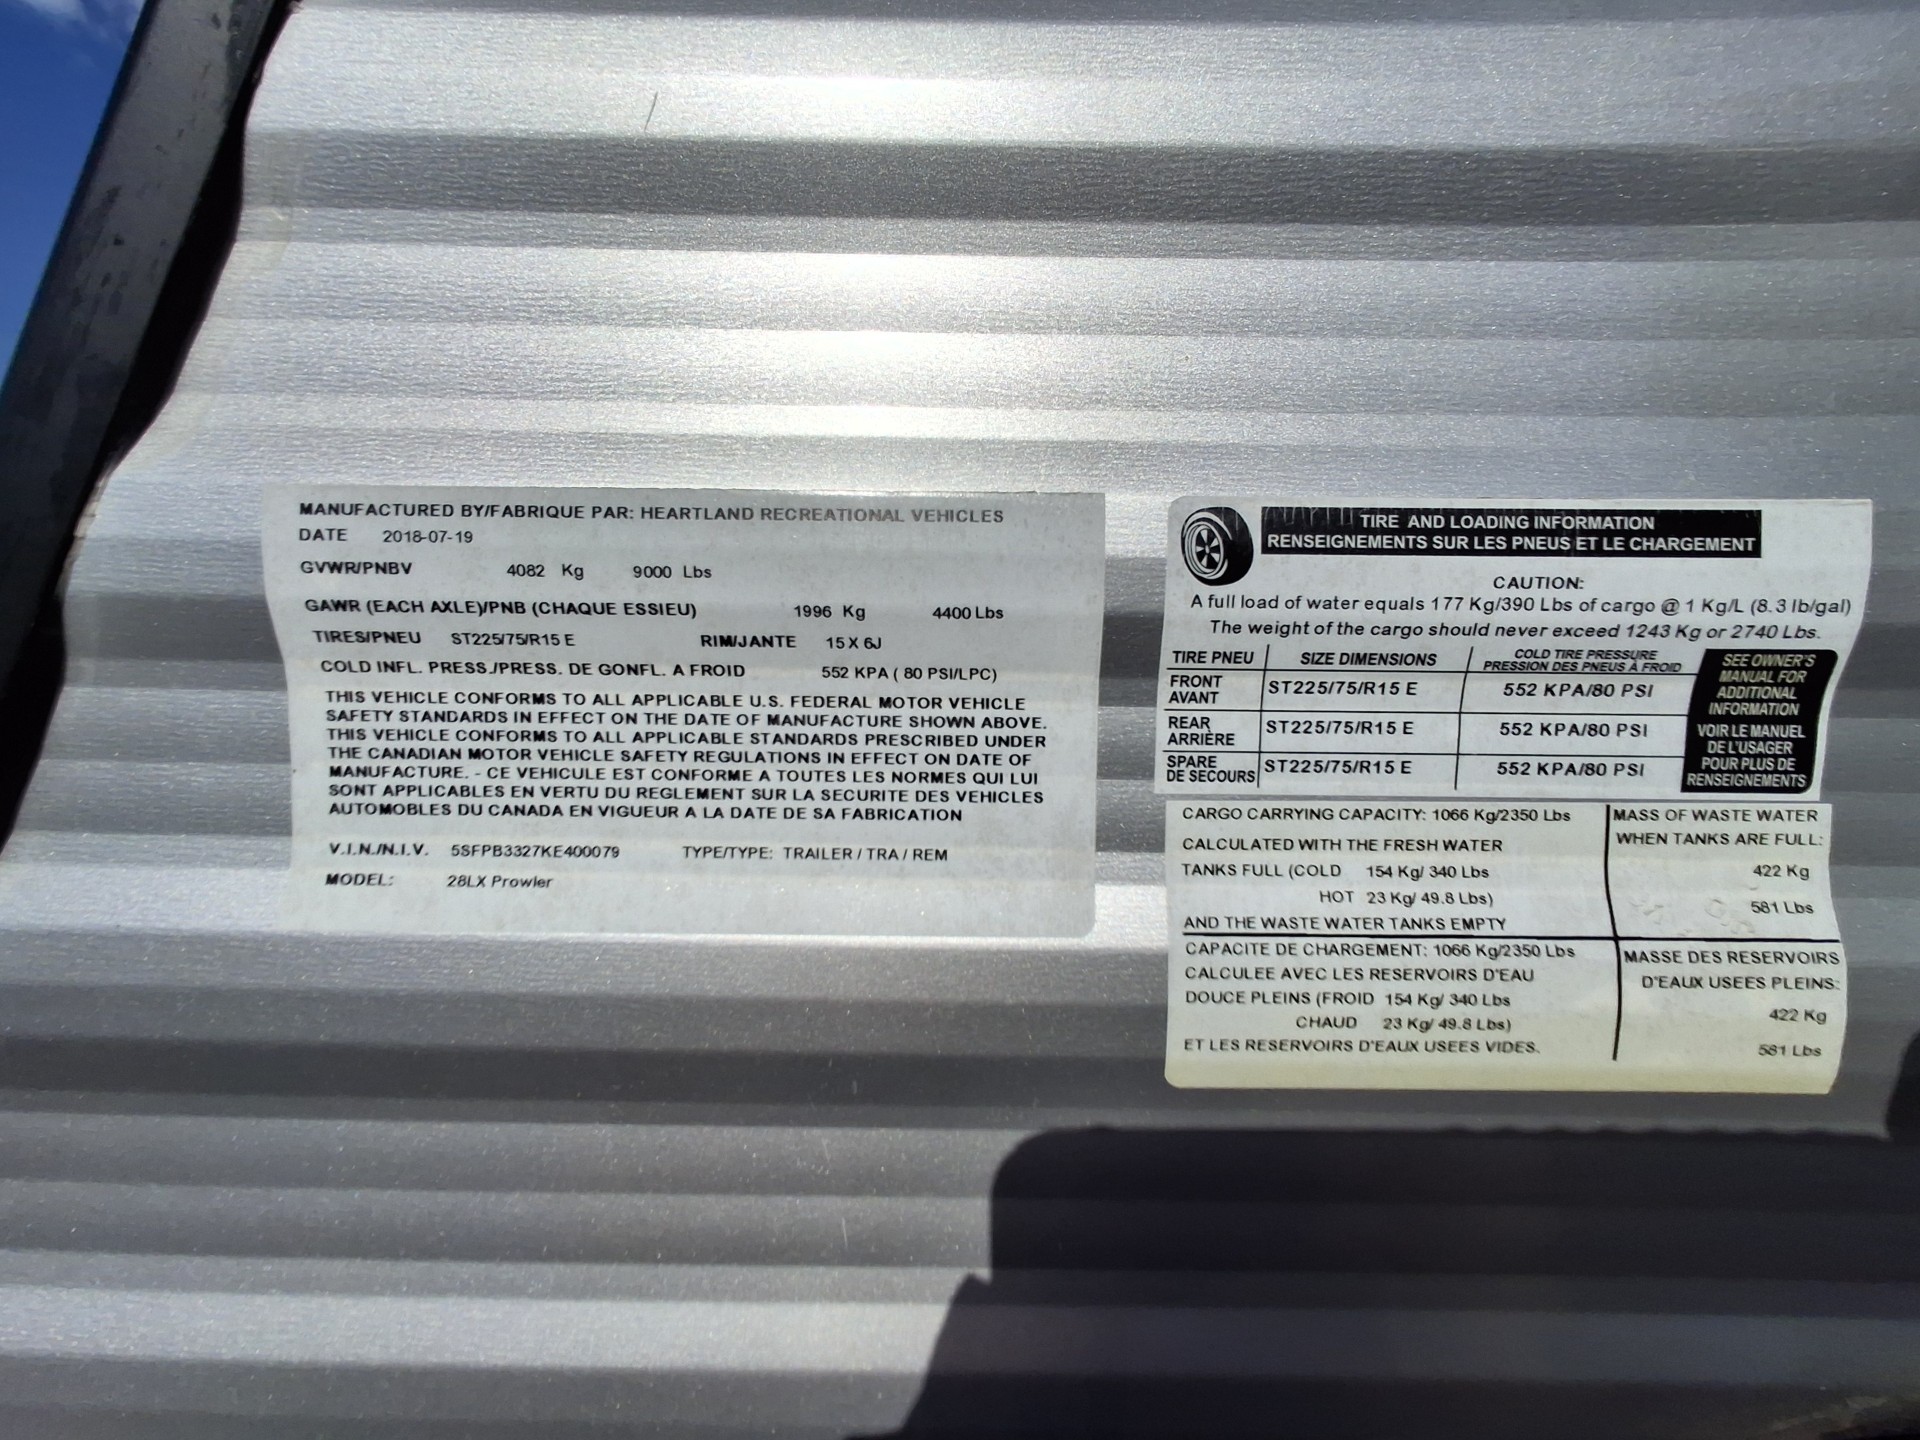 MANUFACTURED BY/FABRIQUE PAR: HEARTLAND RECREATIONAL VEHICLES
DATE 2018-07-19
GVWR/PNBV 4082 Kg 9000 Lbs
GAWR (EACH AXLE)/PNB (CHAQUE ESSIEU) 1996 Kg 4400 Lbs
TIRES/PNEU ST225/75/R15 E RIM/JANTE 15 X 6J
COLD INFL. PRESS./PRESS. DE GONFL. A FROID 552 KPA ( 80 PSI/LPC)
THIS VEHICLE CONFORMS TO ALL APPLICABLE U.S. FEDERAL MOTOR VEHICLE
SAFETY STANDARDS IN EFFECT ON THE DATE OF MANUFACTURE SHOWN ABOVE.
THIS VEHICLE CONFORMS TO ALL APPLICABLE STANDARDS PRESCRIBED UNDER
THE CANADIAN MOTOR VEHICLE SAFETY REGULATIONS IN EFFECT ON DATE OF
MANUFACTURE. - CE VEHICULE EST CONFORME A TOUTES LES NORMES QUI LUI
SONT APPLICABLES EN VERTU DU REGLEMENT SUR LA SECURITE DES VEHICLES
AUTOMOBLES DU CANADA EN VIGUEUR A LA DATE DE SA FABRICATION
V.I.N./N.I.V. 5SFPB3327KE400079 TYPE/TYPE: TRAILER / TRA / REM
MODEL: 28LX Prowler
TIRE AND LOADING INFORMATION
RENSEIGNEMENTS SUR LES PNEUS ET LE CHARGEMENT
CAUTION:
A full load of water equals 177 Kg/390 Lbs of cargo @ 1 Kg/L (8.3 lb/gal)
The weight of the cargo should never exceed 1243 Kg or 2740 Lbs.
TIRE PNEU SIZE DIMENSIONS COLD TIRE PRESSURE
PRESSION DES PNEUS À FROID
FRONT
AVANT ST225/75/R15 E 552 KPA/80 PSI
REAR
ARRIÈRE ST225/75/R15 E 552 KPA/80 PSI
SPARE
DE SECOURS ST225/75/R15 E 552 KPA/80 PSI
SEE OWNER'S
MANUAL FOR
ADDITIONAL
INFORMATION
VOIR LE MANUEL
DE L'USAGER
POUR PLUS DE
RENSEIGNEMENTS
CARGO CARRYING CAPACITY: 1066 Kg/2350 Lbs
CALCULATED WITH THE FRESH WATER
TANKS FULL (COLD 154 Kg/ 340 Lbs
HOT 23 Kg/ 49.8 Lbs)
AND THE WASTE WATER TANKS EMPTY
MASS OF WASTE WATER
WHEN TANKS ARE FULL:
422 Kg
581 Lbs
CAPACITE DE CHARGEMENT: 1066 Kg/2350 Lbs
CALCULEE AVEC LES RESERVOIRS D'EAU
DOUCE PLEINS (FROID 154 Kg/ 340 Lbs
CHAUD 23 Kg/ 49.8 Lbs)
ET LES RESERVOIRS D'EAUX USEES VIDES.
MASSE DES RESERVOIRS
D'EAUX USEES PLEINS:
422 Kg
581 Lbs